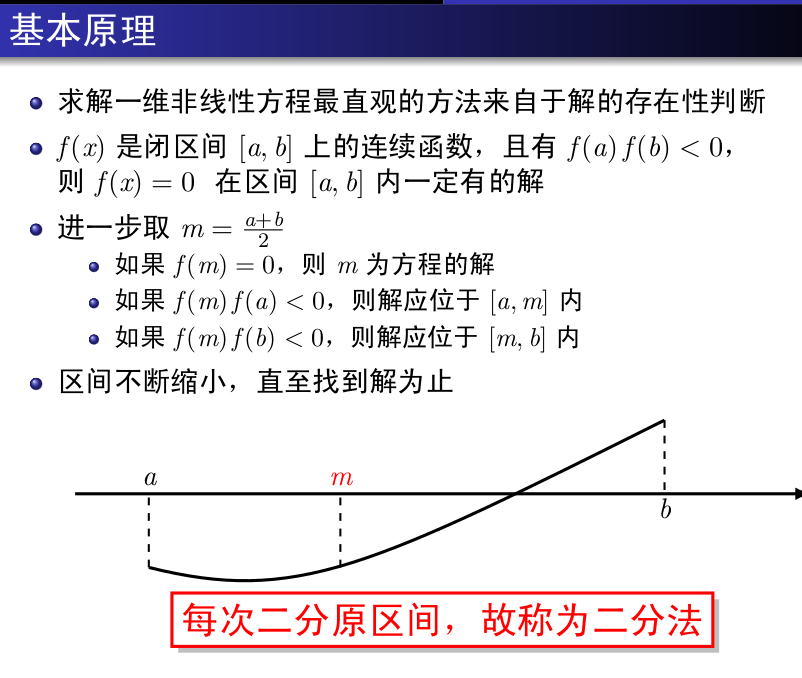 基本原理
求解一维非线性方程最直观的方法来自于解的存在性判断
f(x) 是闭区间 [a, b] 上的连续函数，且有 f(a)f(b) < 0，
则 f(x) = 0 在区间 [a, b] 内一定有的解
进一步取 m = \frac{a+b}{2}
如果 f(m) = 0，则 m 为方程的解
如果 f(m)f(a) < 0，则解应位于 [a, m] 内
如果 f(m)f(b) < 0，则解应位于 [m, b] 内
区间不断缩小，直至找到解为止
a m
b
每次二分原区间，故称为二分法